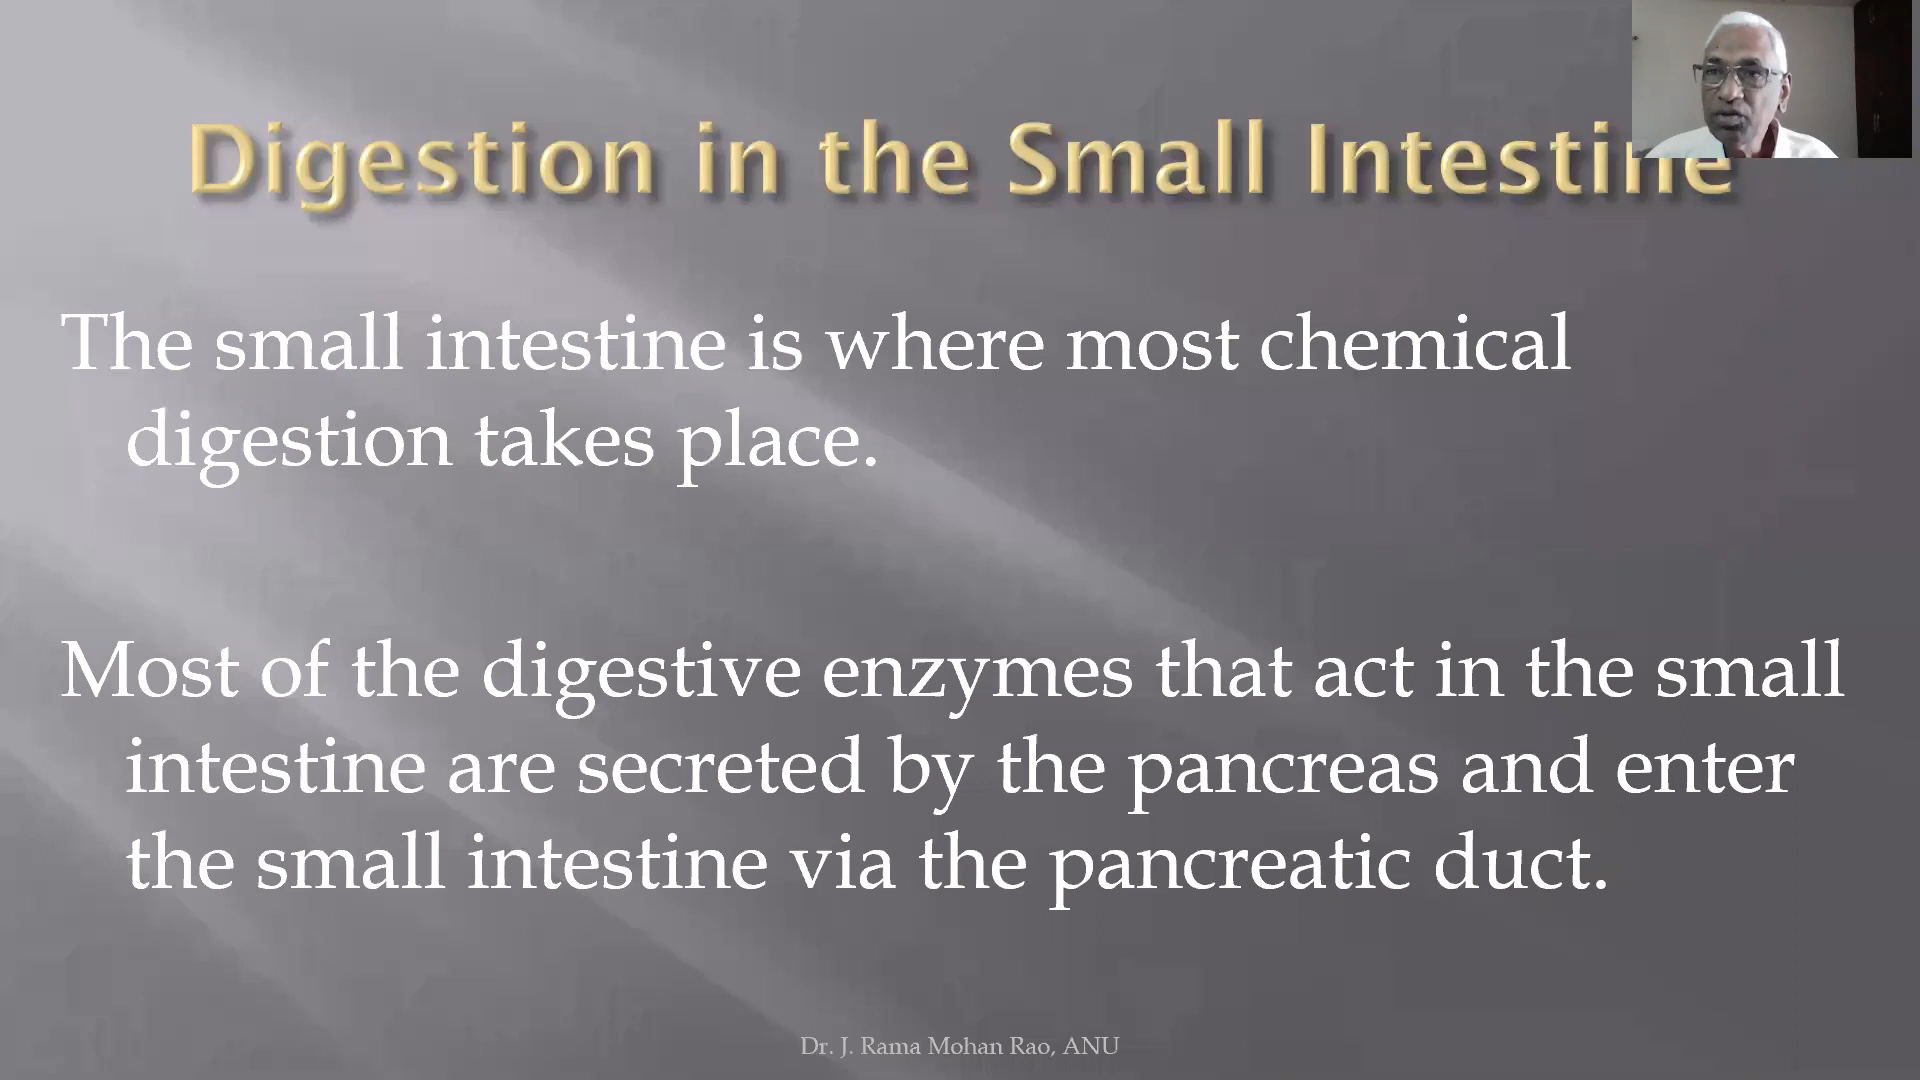 Digestion in the Small Intestine
The small intestine is where most chemical
digestion takes place.
Most of the digestive enzymes that act in the small
intestine are secreted by the pancreas and enter
the small intestine via the pancreatic duct.
Dr. J. Rama Mohan Rao, ANU